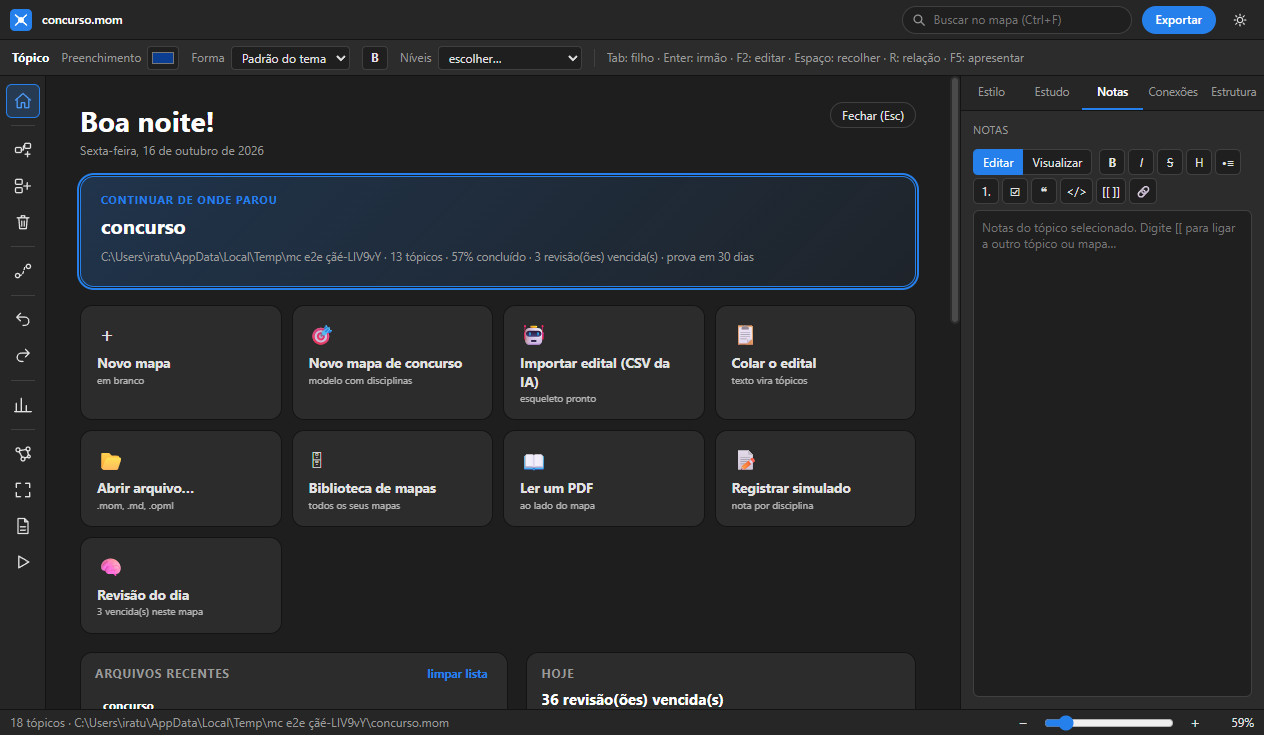 concurso.mom
Buscar no mapa (Ctrl+F)
Exportar
Tópico
Preenchimento
Forma
Padrão do tema
B
Níveis
escolher...
Tab: filho · Enter: irmão · F2: editar · Espaço: recolher · R: relação · F5: apresentar
Boa noite!
Sexta-feira, 16 de outubro de 2026
Fechar (Esc)
CONTINUAR DE ONDE PAROU
concurso
C:\Users\iratu\AppData\Local\Temp\mc e2e çãé-LIV9vY · 13 tópicos · 57% concluído · 3 revisão(ões) vencida(s) · prova em 30 dias
Novo mapa
em branco
Novo mapa de concurso
modelo com disciplinas
Importar edital (CSV da
IA)
esqueleto pronto
Colar o edital
texto vira tópicos
Abrir arquivo...
.mom, .md, .opml
Biblioteca de mapas
todos os seus mapas
Ler um PDF
ao lado do mapa
Registrar simulado
nota por disciplina
Revisão do dia
3 vencida(s) neste mapa
ARQUIVOS RECENTES
limpar lista
concurso
HOJE
36 revisão(ões) vencida(s)
Estilo
Estudo
Notas
Conexões
Estrutura
NOTAS
Editar
Visualizar
B
I
S
H
1.
❝
</>
[[ ]]
Notas do tópico selecionado. Digite [[ para ligar
a outro tópico ou mapa...
18 tópicos · C:\Users\iratu\AppData\Local\Temp\mc e2e çãé-LIV9vY\concurso.mom
−
+
59%